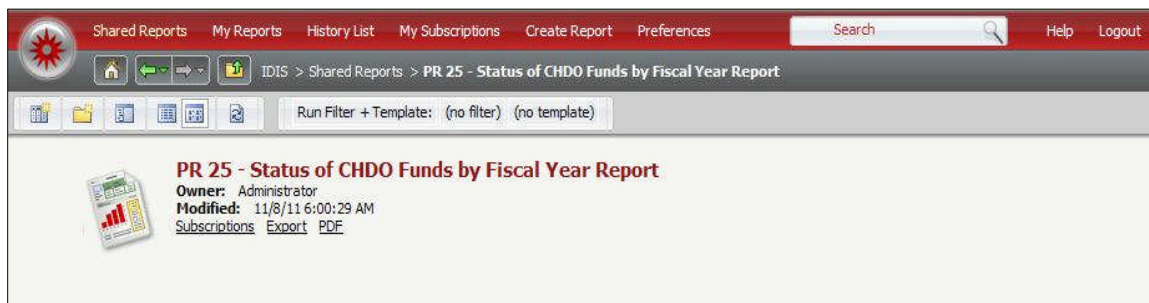 Shared Reports My Reports History List My Subscriptions Create Report Preferences Search Help Logout
IDIS > Shared Reports > PR 25 - Status of CHDO Funds by Fiscal Year Report
Run Filter + Template: (no filter) (no template)
PR 25 - Status of CHDO Funds by Fiscal Year Report
Owner: Administrator
Modified: 11/8/11 6:00:29 AM
Subscriptions Export PDF